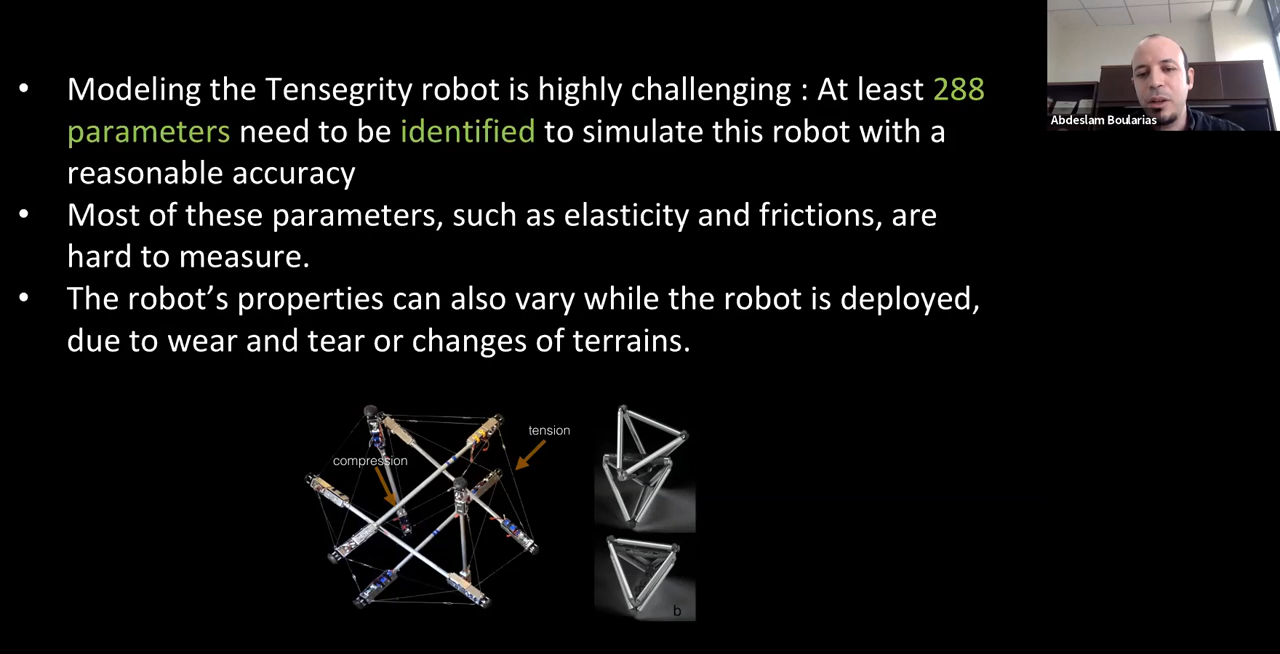 • Modeling the Tensegrity robot is highly challenging : At least 288
parameters need to be identified to simulate this robot with a
reasonable accuracy
• Most of these parameters, such as elasticity and frictions, are
hard to measure.
• The robot’s properties can also vary while the robot is deployed,
due to wear and tear or changes of terrains.
Abdeslam Boularias
tension
compression
b